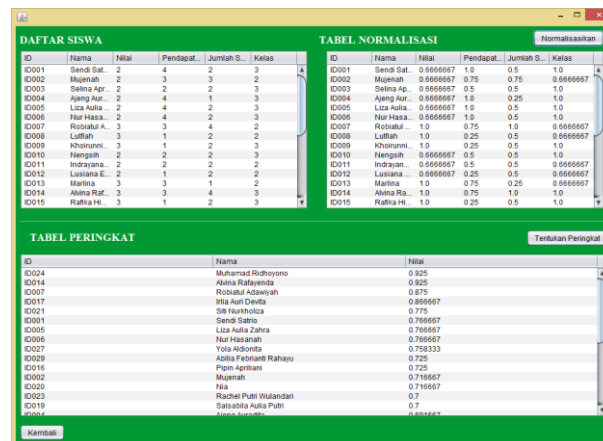 DAFTAR SISWA
ID Nama Nilai Pendapat... Jumlah S... Kelas
ID001 Sendi Sat... 2 4 2 3
ID002 Mujenah 2 3 3 2
ID003 Selina Apr... 2 2 2 3
ID004 Ajeng Aur... 2 4 1 3
ID005 Liza Aulia ... 2 4 2 3
ID006 Nur Hasa... 2 4 2 3
ID007 Robiatul A... 3 3 4 2
ID008 Lutfiah 3 1 2 2
ID009 Khoirunni... 3 1 2 3
ID010 Nengsih 2 2 2 3
ID011 Indrayana... 2 2 2 2
ID012 Lusiana E... 2 1 2 2
ID013 Marlina 3 3 1 2
ID014 Alvina Raf... 3 3 4 3
ID015 Rafika Hi... 3 1 2 3
TABEL NORMALISASI
Normalisasikan
ID Nama Nilai Pendapat... Jumlah S... Kelas
ID001 Sendi Sat... 0.6666667 1.0 0.5 1.0
ID002 Mujenah 0.6666667 0.75 0.75 0.6666667
ID003 Selina Ap... 0.6666667 0.5 0.5 1.0
ID004 Ajeng Aur... 0.6666667 1.0 0.25 1.0
ID005 Liza Aulia ... 0.6666667 1.0 0.5 1.0
ID006 Nur Hasa... 0.6666667 1.0 0.5 1.0
ID007 Robiatul ... 1.0 0.75 1.0 0.6666667
ID008 Lutfiah 1.0 0.25 0.5 0.6666667
ID009 Khoirunni... 1.0 0.25 0.5 1.0
ID010 Nengsih 0.6666667 0.5 0.5 1.0
ID011 Indrayan... 0.6666667 0.5 0.5 0.6666667
ID012 Lusiana ... 0.6666667 0.25 0.5 0.6666667
ID013 Marlina 1.0 0.75 0.25 0.6666667
ID014 Alvina Ra... 1.0 0.75 1.0 1.0
ID015 Rafika Hi... 1.0 0.25 0.5 1.0
TABEL PERINGKAT
Tentukan Peringkat
ID Nama Nilai
ID024 Muhamad Ridhoyono 0.925
ID014 Alvina Rafayenda 0.925
ID007 Robiatul Adawiyah 0.875
ID017 Irlia Auri Devita 0.866667
ID021 Siti Nurkholiza 0.775
ID001 Sendi Satrio 0.766667
ID005 Liza Aulia Zahra 0.766667
ID006 Nur Hasanah 0.766667
ID027 Yola Aldionita 0.758333
ID029 Abilia Febrianti Rahayu 0.725
ID016 Pipin Apriliani 0.725
ID002 Mujenah 0.716667
ID020 Nia 0.716667
ID023 Rachel Putri Wulandari 0.7
ID019 Salsabila Aulia Putri 0.7
ID004 Ajeng Auradita 0.691667
Kembali